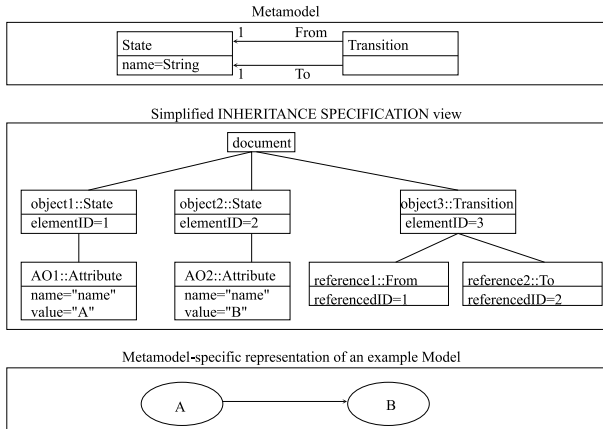 Metamodel
1 From
State Transition
name=String
1 To
Simplified INHERITANCE SPECIFICATION view
document
object1::State object2::State object3::Transition
elementID=1 elementID=2 elementID=3
AO1::Attribute AO2::Attribute reference1::From reference2::To
name="name" name="name" referencedID=1 referencedID=2
value="A" value="B"
Metamodel-specific representation of an example Model
A B